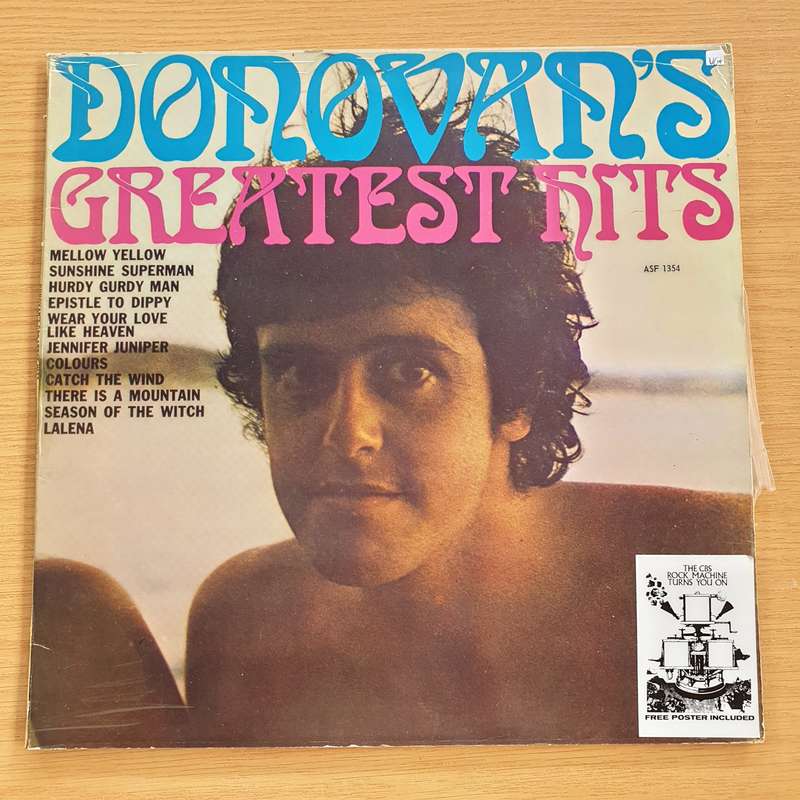 DONOVAN'S
GREATEST HITS
MELLOW YELLOW
SUNSHINE SUPERMAN
HURDY GURDY MAN
EPISTLE TO DIPPY
WEAR YOUR LOVE
LIKE HEAVEN
JENNIFER JUNIPER
COLOURS
CATCH THE WIND
THERE IS A MOUNTAIN
SEASON OF THE WITCH
LALENA
ASF 1354
THE CBS
ROCK MACHINE
TURNS YOU ON
FREE POSTER INCLUDED